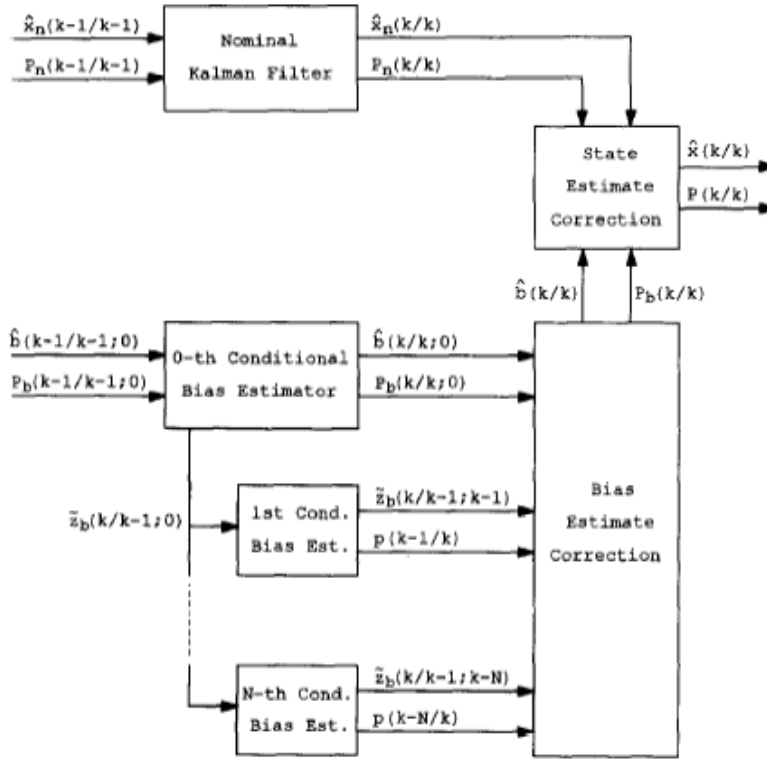 x̂n(k-1/k-1)
Pn(k-1/k-1)
Nominal
Kalman Filter
x̂n(k/k)
Pn(k/k)
State
Estimate
Correction
x̂(k/k)
P(k/k)
b̂(k/k)
Pb(k/k)
b̂(k-1/k-1;0)
Pb(k-1/k-1;0)
0-th Conditional
Bias Estimator
b̂(k/k;0)
Pb(k/k;0)
z̃b(k/k-1;0)
1st Cond.
Bias Est.
z̃b(k/k-1;k-1)
p(k-1/k)
Bias
Estimate
Correction
N-th Cond.
Bias Est.
z̃b(k/k-1;k-N)
p(k-N/k)